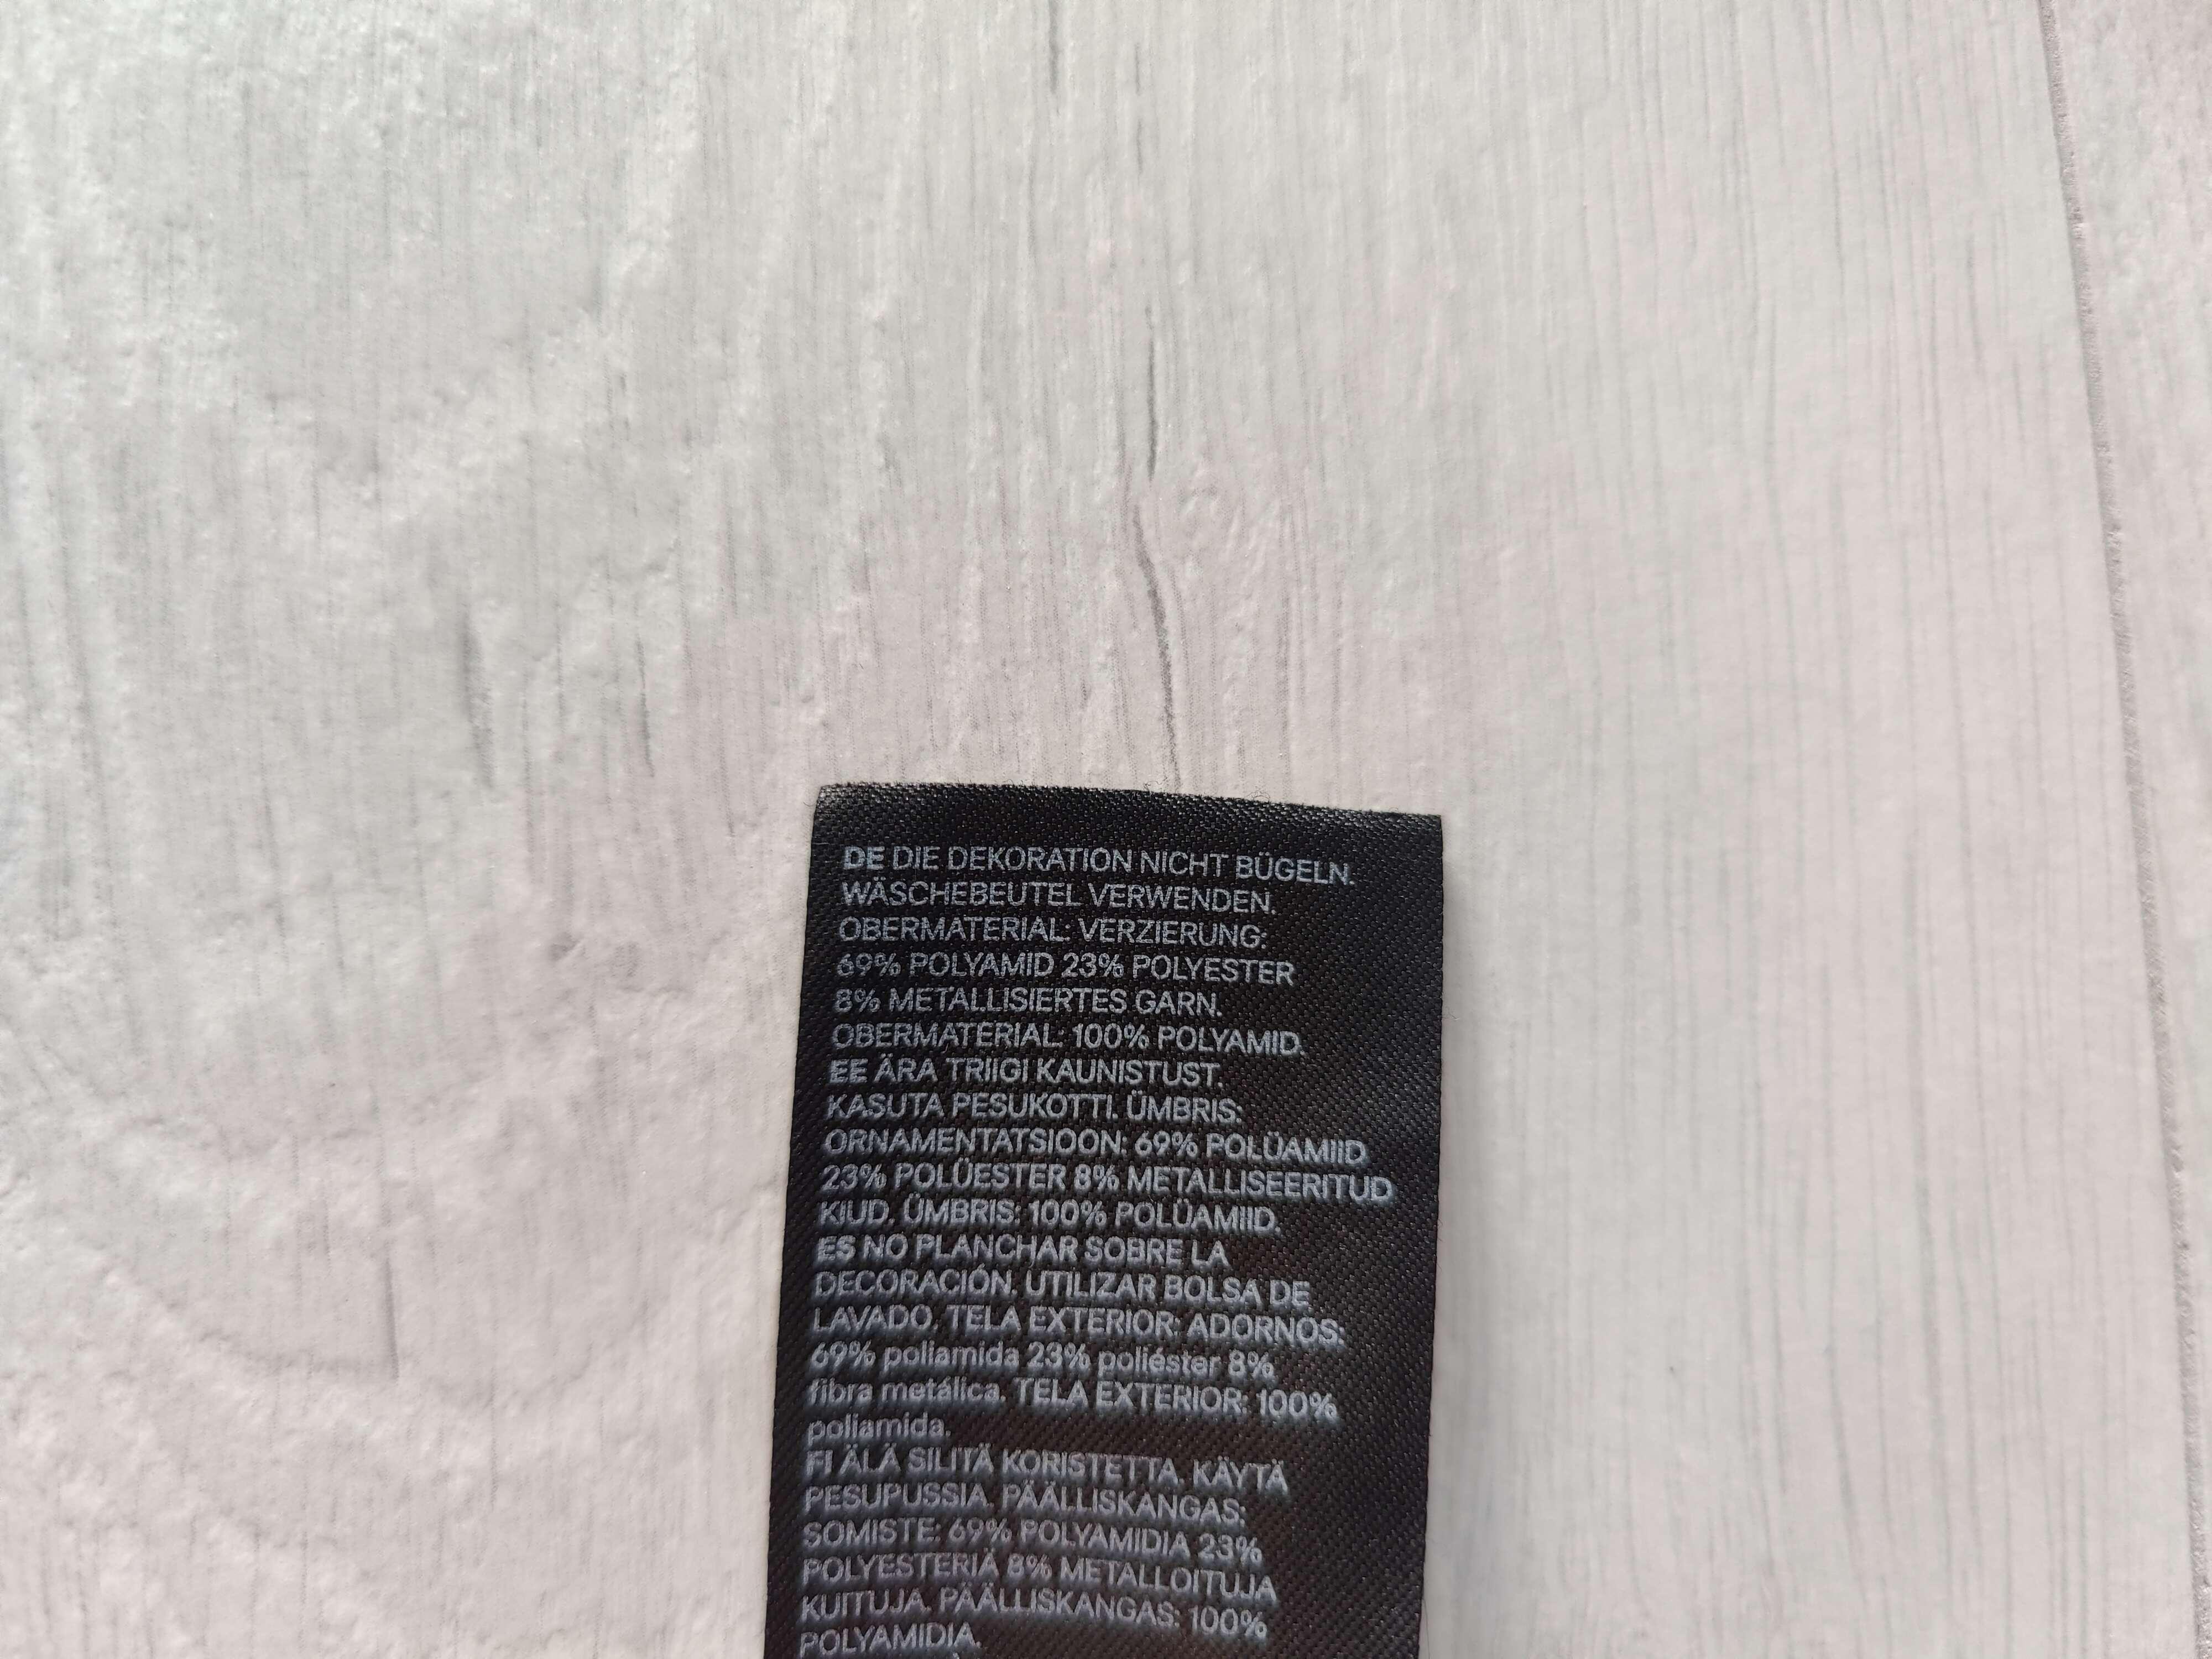 DE DIE DEKORATION NICHT BÜGELN.
WÄSCHEBEUTEL VERWENDEN.
OBERMATERIAL: VERZIERUNG:
69% POLYAMID 23% POLYESTER
8% METALLISIERTES GARN.
OBERMATERIAL: 100% POLYAMID.
EE ÄRA TRIIGI KAUNISTUST.
KASUTA PESUKOTTI. ÜMBRIS:
ORNAMENTATSIOON: 69% POLÜAMIID
23% POLÜESTER 8% METALLISEERITUD
KIUD. ÜMBRIS: 100% POLÜAMIID.
ES NO PLANCHAR SOBRE LA
DECORACIÓN. UTILIZAR BOLSA DE
LAVADO. TELA EXTERIOR: ADORNOS:
69% poliamida 23% poliéster 8%
fibra metálica. TELA EXTERIOR: 100%
poliamida.
FI ÄLÄ SILITÄ KORISTETTA. KÄYTÄ
PESUPUSSIA. PÄÄLLISKANGAS:
SOMISTE: 69% POLYAMIDIA 23%
POLYESTERIÄ 8% METALLOITUJA
KUITUJA. PÄÄLLISKANGAS: 100%
POLYAMIDIA.